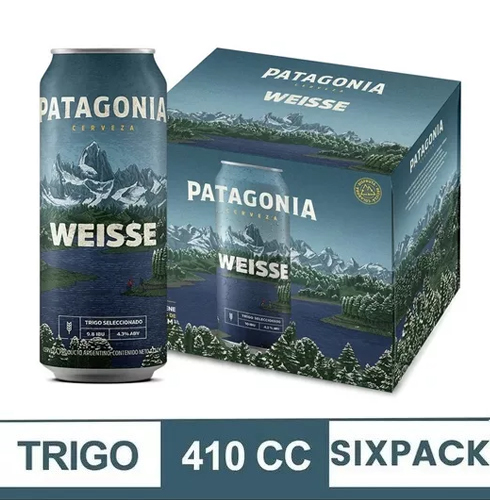 PATAGONIA
CERVEZA
WEISSE
TRIGO SELECCIONADO
9.8 IBU
4.3% ABV
PATAGONIA
WEISSE
PATAGONIA
CERVEZA
WEISSE
TRIGO SELECCIONADO
TRIGO
410 CC
SIXPACK